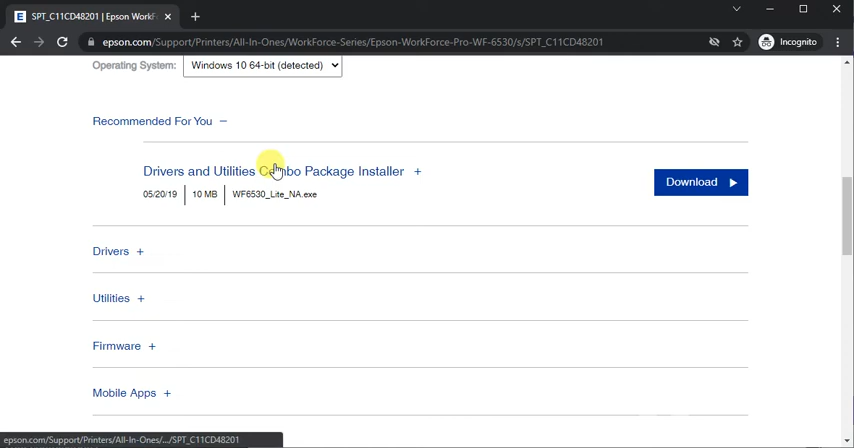 E SPT_C11CD48201 | Epson WorkF
epson.com/Support/Printers/All-In-Ones/WorkForce-Series/Epson-WorkForce-Pro-WF-6530/s/SPT_C11CD48201
Incognito
Operating System: Windows 10 64-bit (detected)
Recommended For You −
Drivers and Utilities Combo Package Installer +
05/20/19 | 10 MB | WF6530_Lite_NA.exe
Download
Drivers +
Utilities +
Firmware +
Mobile Apps +
epson.com/Support/Printers/All-In-Ones/.../SPT_C11CD48201